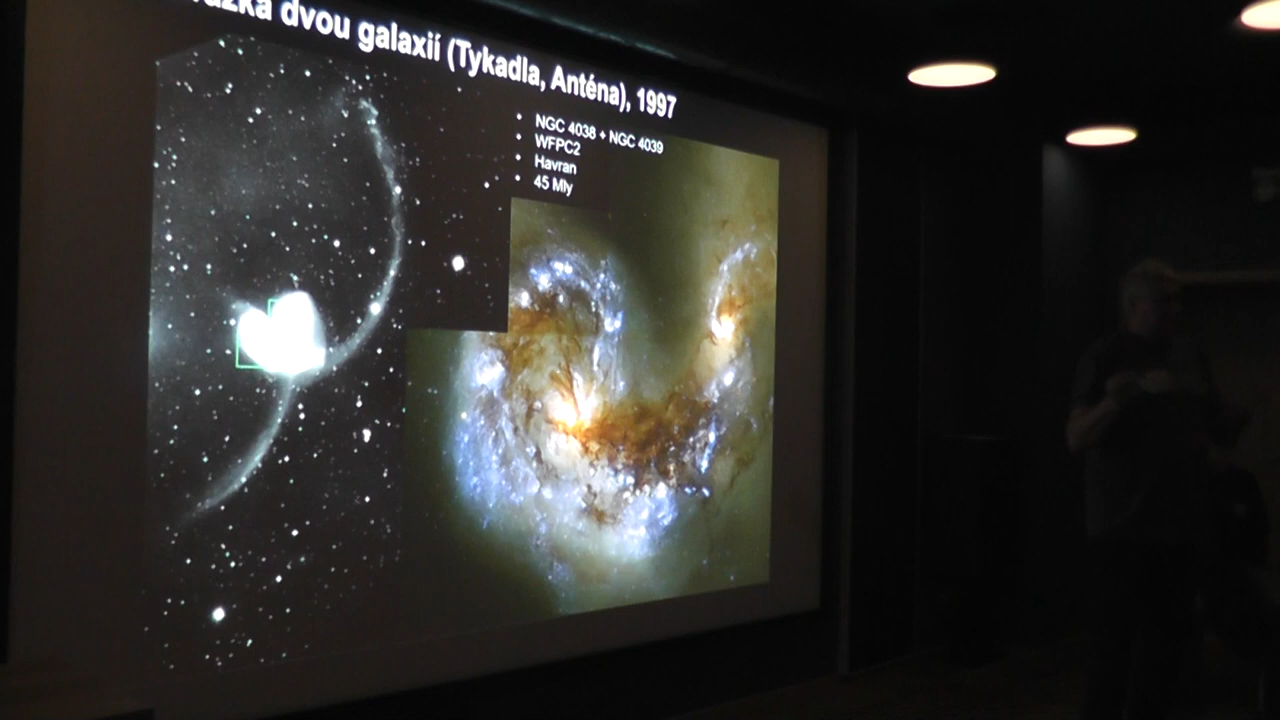 dvou galaxií (Tykadla, Anténa), 1997
NGC 4038 + NGC 4039
WFPC2
Havran
45 Mly